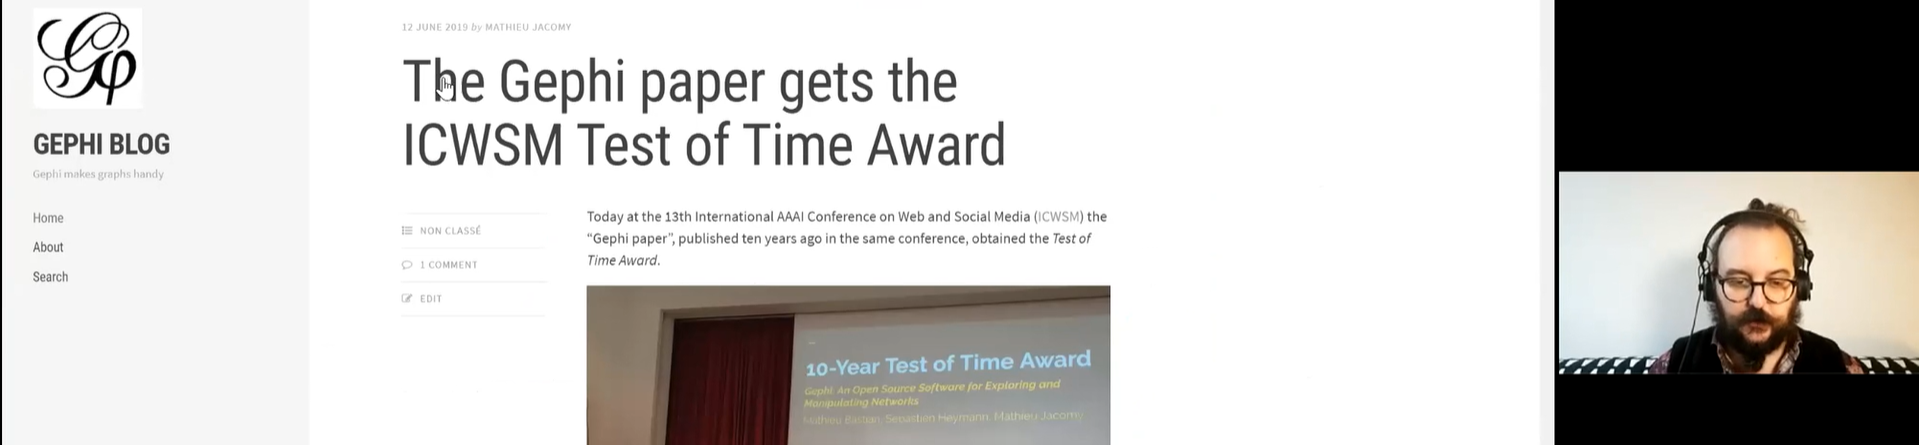 Gφ
GEPHI BLOG
Gephi makes graphs handy
Home
About
Search
12 JUNE 2019 by MATHIEU JACOMY
The Gephi paper gets the
ICWSM Test of Time Award
NON CLASSÉ
1 COMMENT
EDIT
Today at the 13th International AAAI Conference on Web and Social Media (ICWSM) the
“Gephi paper”, published ten years ago in the same conference, obtained the Test of
Time Award.
10-Year Test of Time Award
Gephi: An Open Source Software for Exploring and
Manipulating Networks
Mathieu Bastian, Sebastien Heymann, Mathieu Jacomy